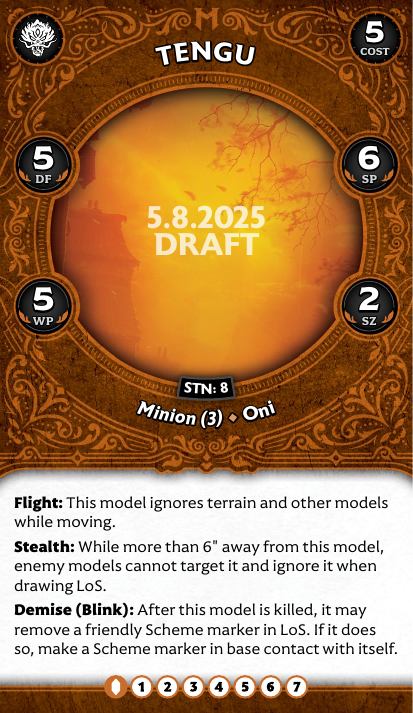 TENGU
5
COST
5
DF
6
SP
5.8.2025
DRAFT
5
WP
2
SZ
STN: 8
Minion (3) ◆ Oni
Flight: This model ignores terrain and other models
while moving.
Stealth: While more than 6" away from this model,
enemy models cannot target it and ignore it when
drawing LoS.
Demise (Blink): After this model is killed, it may
remove a friendly Scheme marker in LoS. If it does
so, make a Scheme marker in base contact with itself.
1 2 3 4 5 6 7